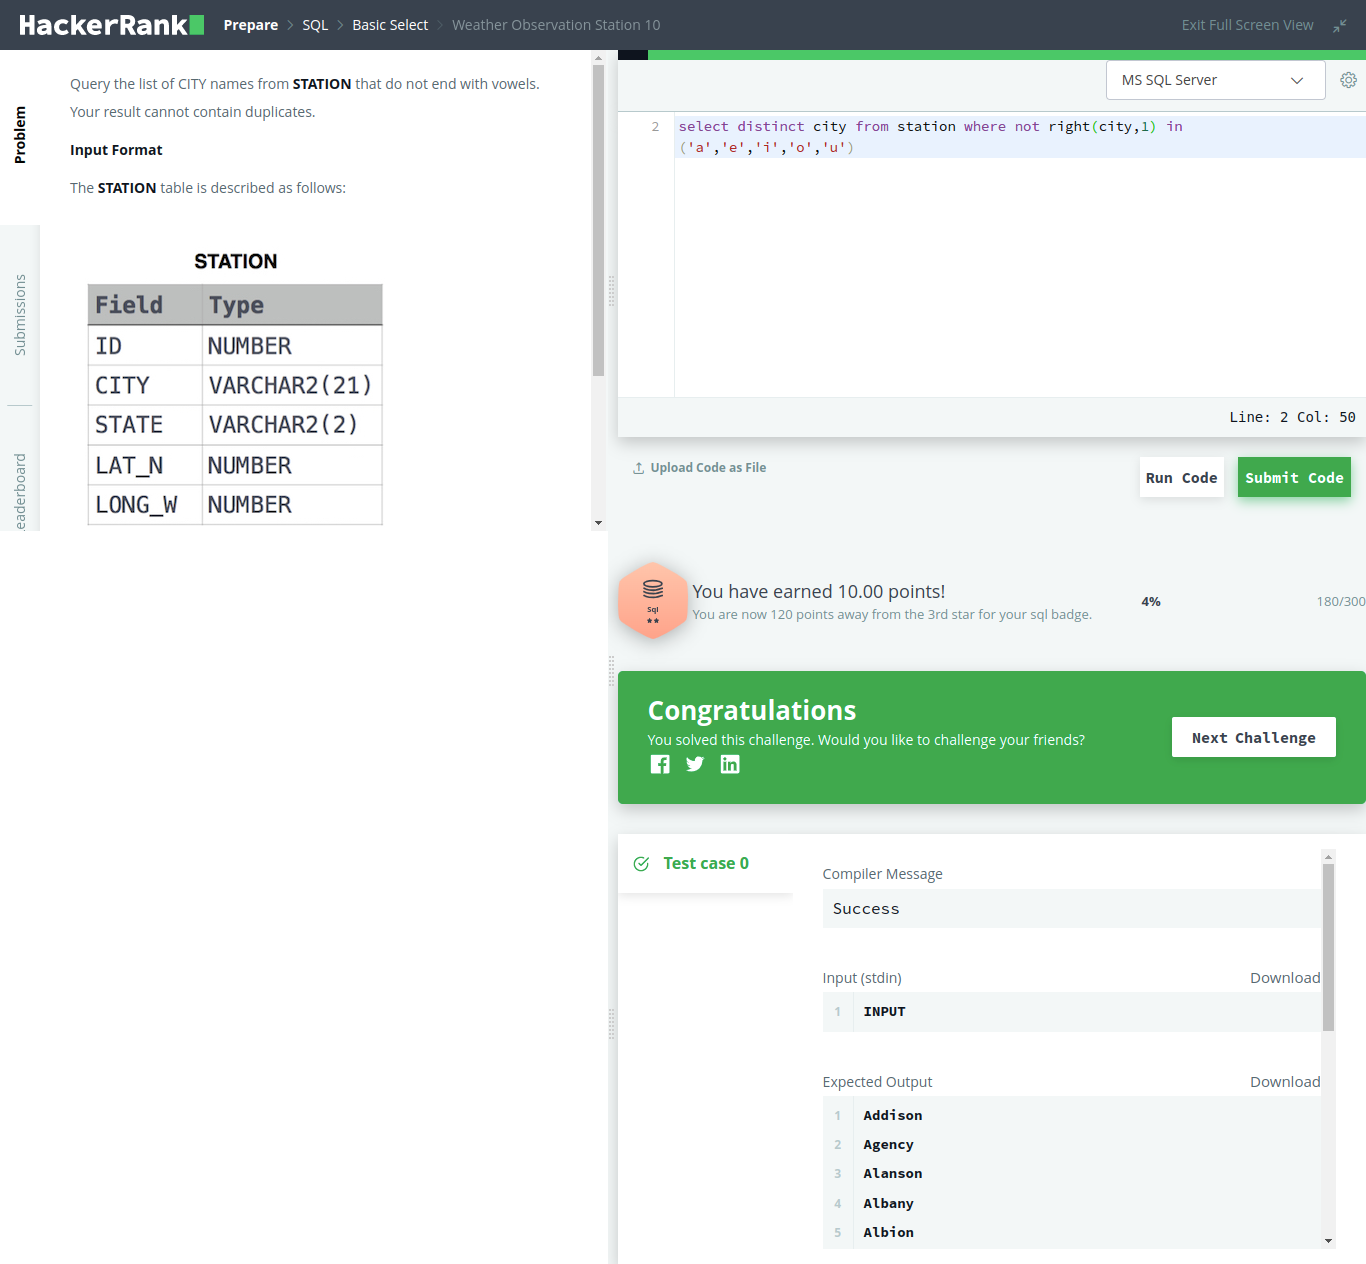 HackerRank
Prepare > SQL > Basic Select > Weather Observation Station 10
Exit Full Screen View
Problem
Submissions
Leaderboard
Query the list of CITY names from STATION that do not end with vowels.
Your result cannot contain duplicates.
Input Format
The STATION table is described as follows:
STATION
Field Type
ID NUMBER
CITY VARCHAR2(21)
STATE VARCHAR2(2)
LAT_N NUMBER
LONG_W NUMBER
MS SQL Server
2 select distinct city from station where not right(city,1) in
('a','e','i','o','u')
Line: 2 Col: 50
Upload Code as File
Run Code
Submit Code
Sql
You have earned 10.00 points!
You are now 120 points away from the 3rd star for your sql badge.
4%
180/300
Congratulations
You solved this challenge. Would you like to challenge your friends?
Next Challenge
Test case 0
Compiler Message
Success
Input (stdin)
Download
1 INPUT
Expected Output
Download
1 Addison
2 Agency
3 Alanson
4 Albany
5 Albion